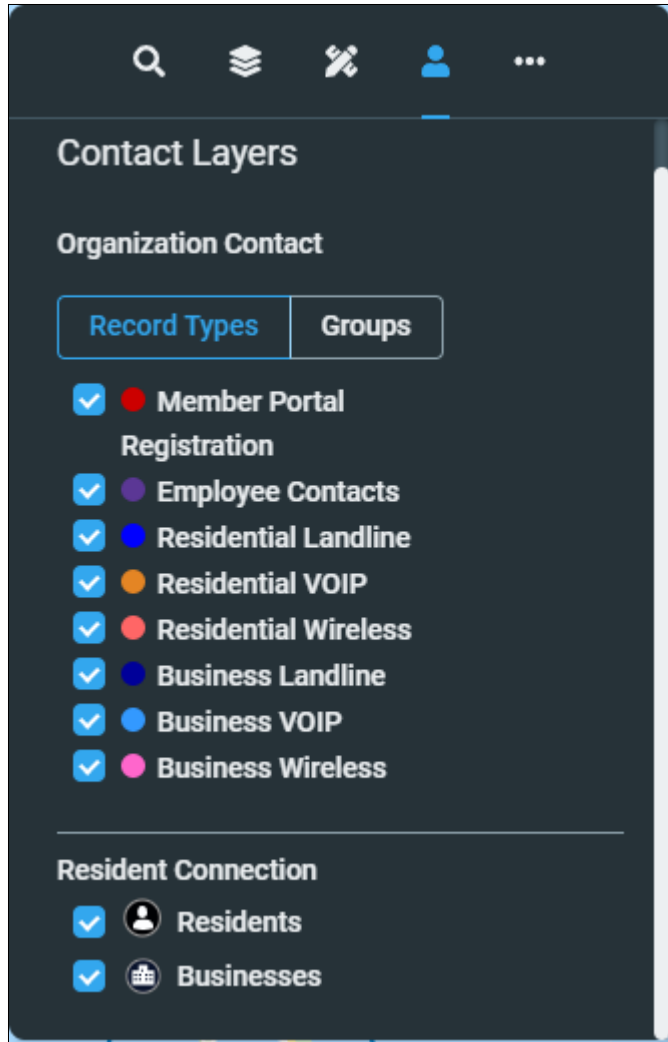 Contact Layers
Organization Contact
Record Types Groups
Member Portal
Registration
Employee Contacts
Residential Landline
Residential VOIP
Residential Wireless
Business Landline
Business VOIP
Business Wireless
Resident Connection
Residents
Businesses